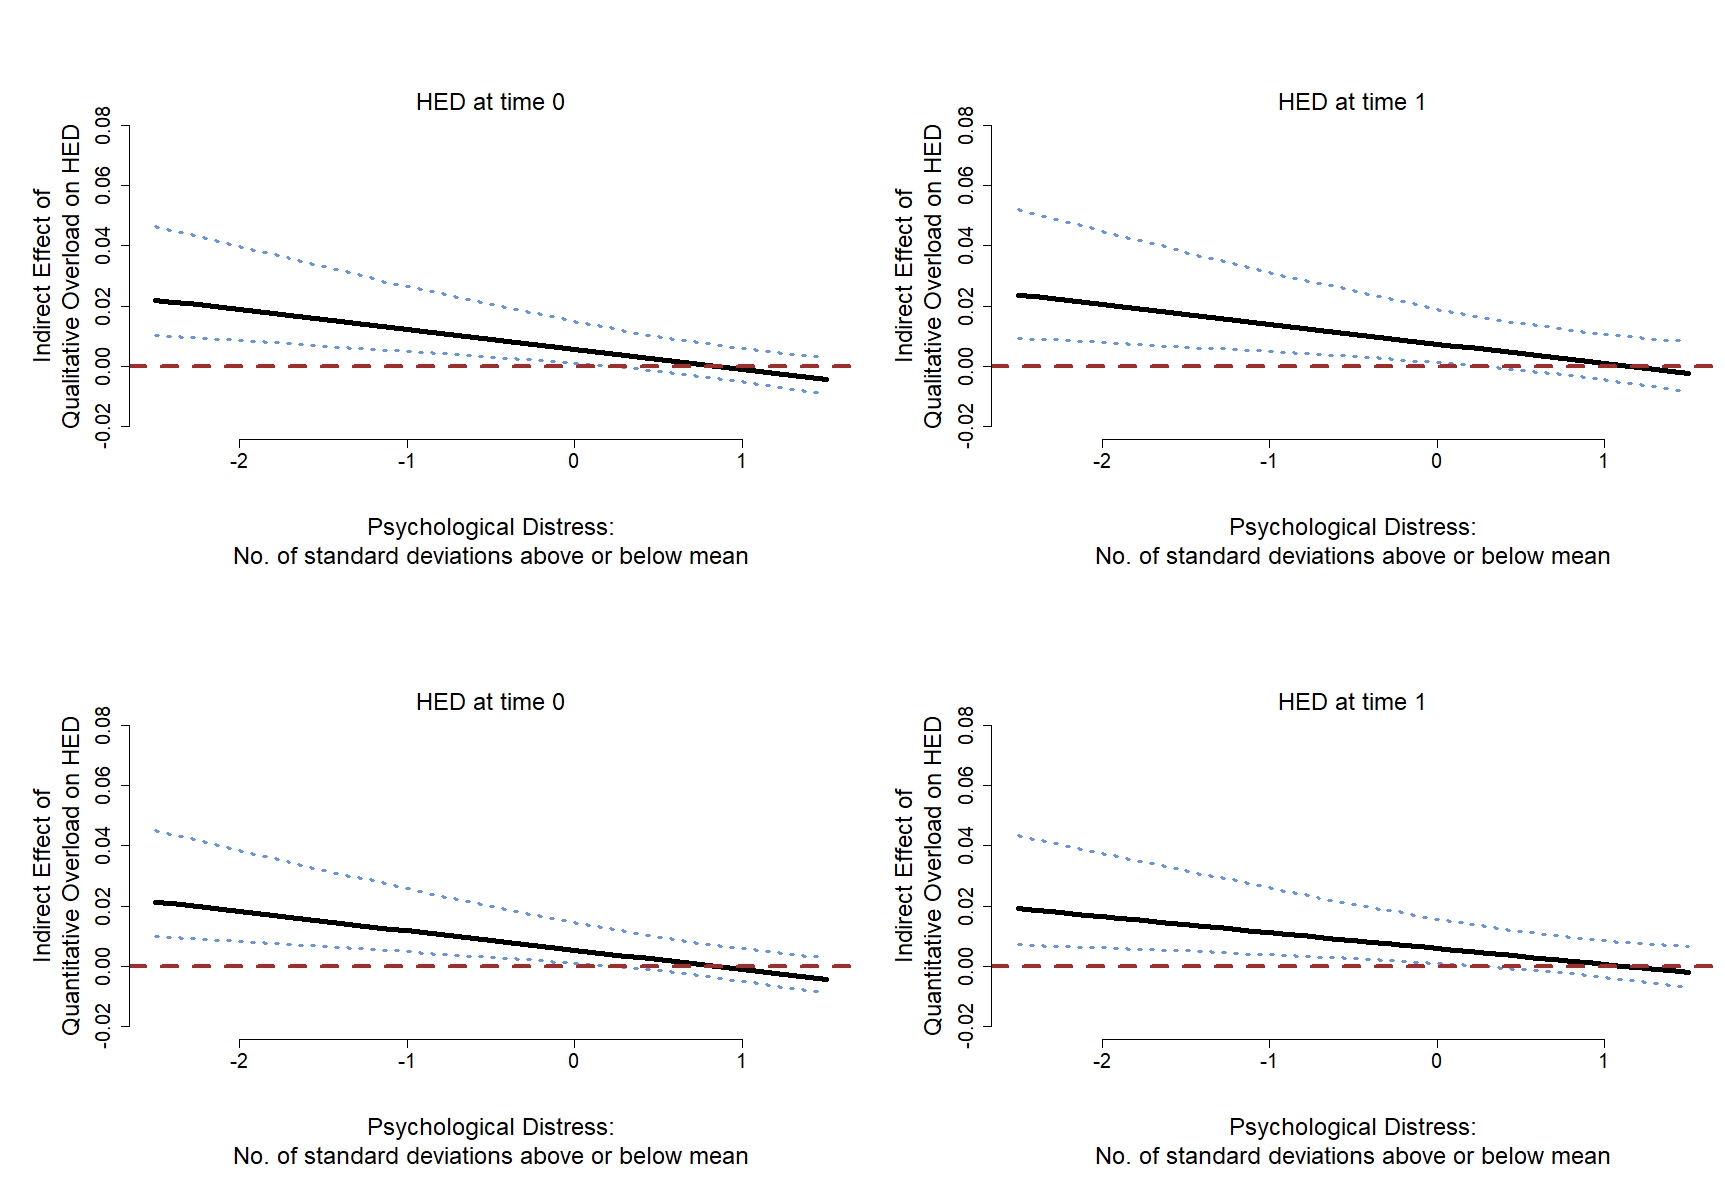 HED at time 0
Indirect Effect of
Qualitative Overload on HED
0.08
0.06
0.04
0.02
0.00
-0.02
-2 -1 0 1
Psychological Distress:
No. of standard deviations above or below mean
HED at time 1
Indirect Effect of
Qualitative Overload on HED
0.08
0.06
0.04
0.02
0.00
-0.02
-2 -1 0 1
Psychological Distress:
No. of standard deviations above or below mean
HED at time 0
Indirect Effect of
Quantitative Overload on HED
0.08
0.06
0.04
0.02
0.00
-0.02
-2 -1 0 1
Psychological Distress:
No. of standard deviations above or below mean
HED at time 1
Indirect Effect of
Quantitative Overload on HED
0.08
0.06
0.04
0.02
0.00
-0.02
-2 -1 0 1
Psychological Distress:
No. of standard deviations above or below mean